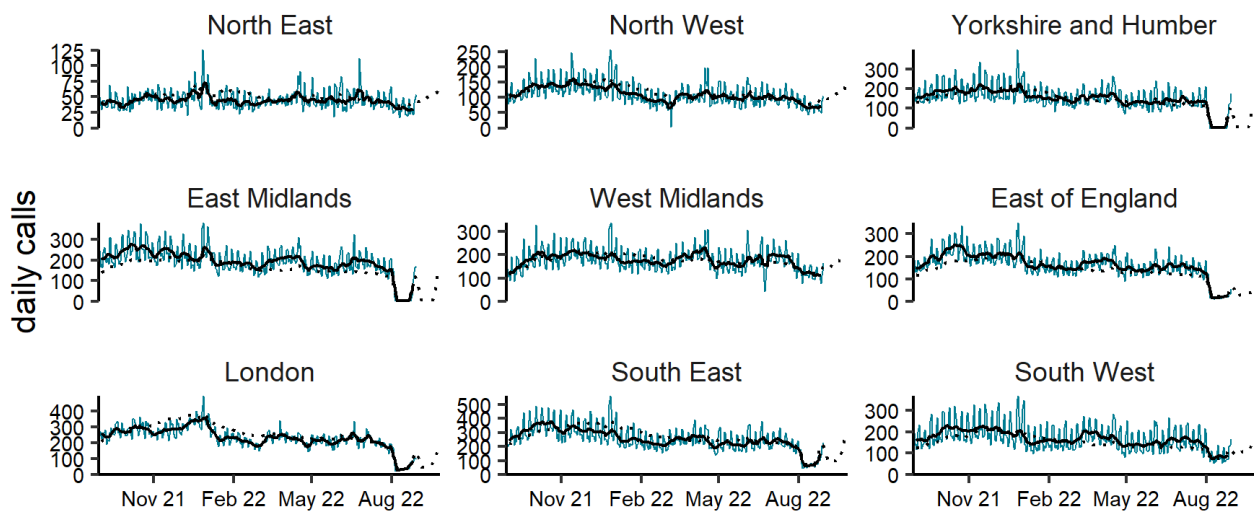 North East North West Yorkshire and Humber
125 250
100 200 300
75 150 200
50 100 100
25 50
0 0 0
East Midlands West Midlands East of England
300 300 300
200 200 200
100 100 100
0 0 0
daily calls
London South East South West
400 500 300
300 400 200
200 300 100
100 200 0
0 100
0
Nov 21 Feb 22 May 22 Aug 22 Nov 21 Feb 22 May 22 Aug 22 Nov 21 Feb 22 May 22 Aug 22